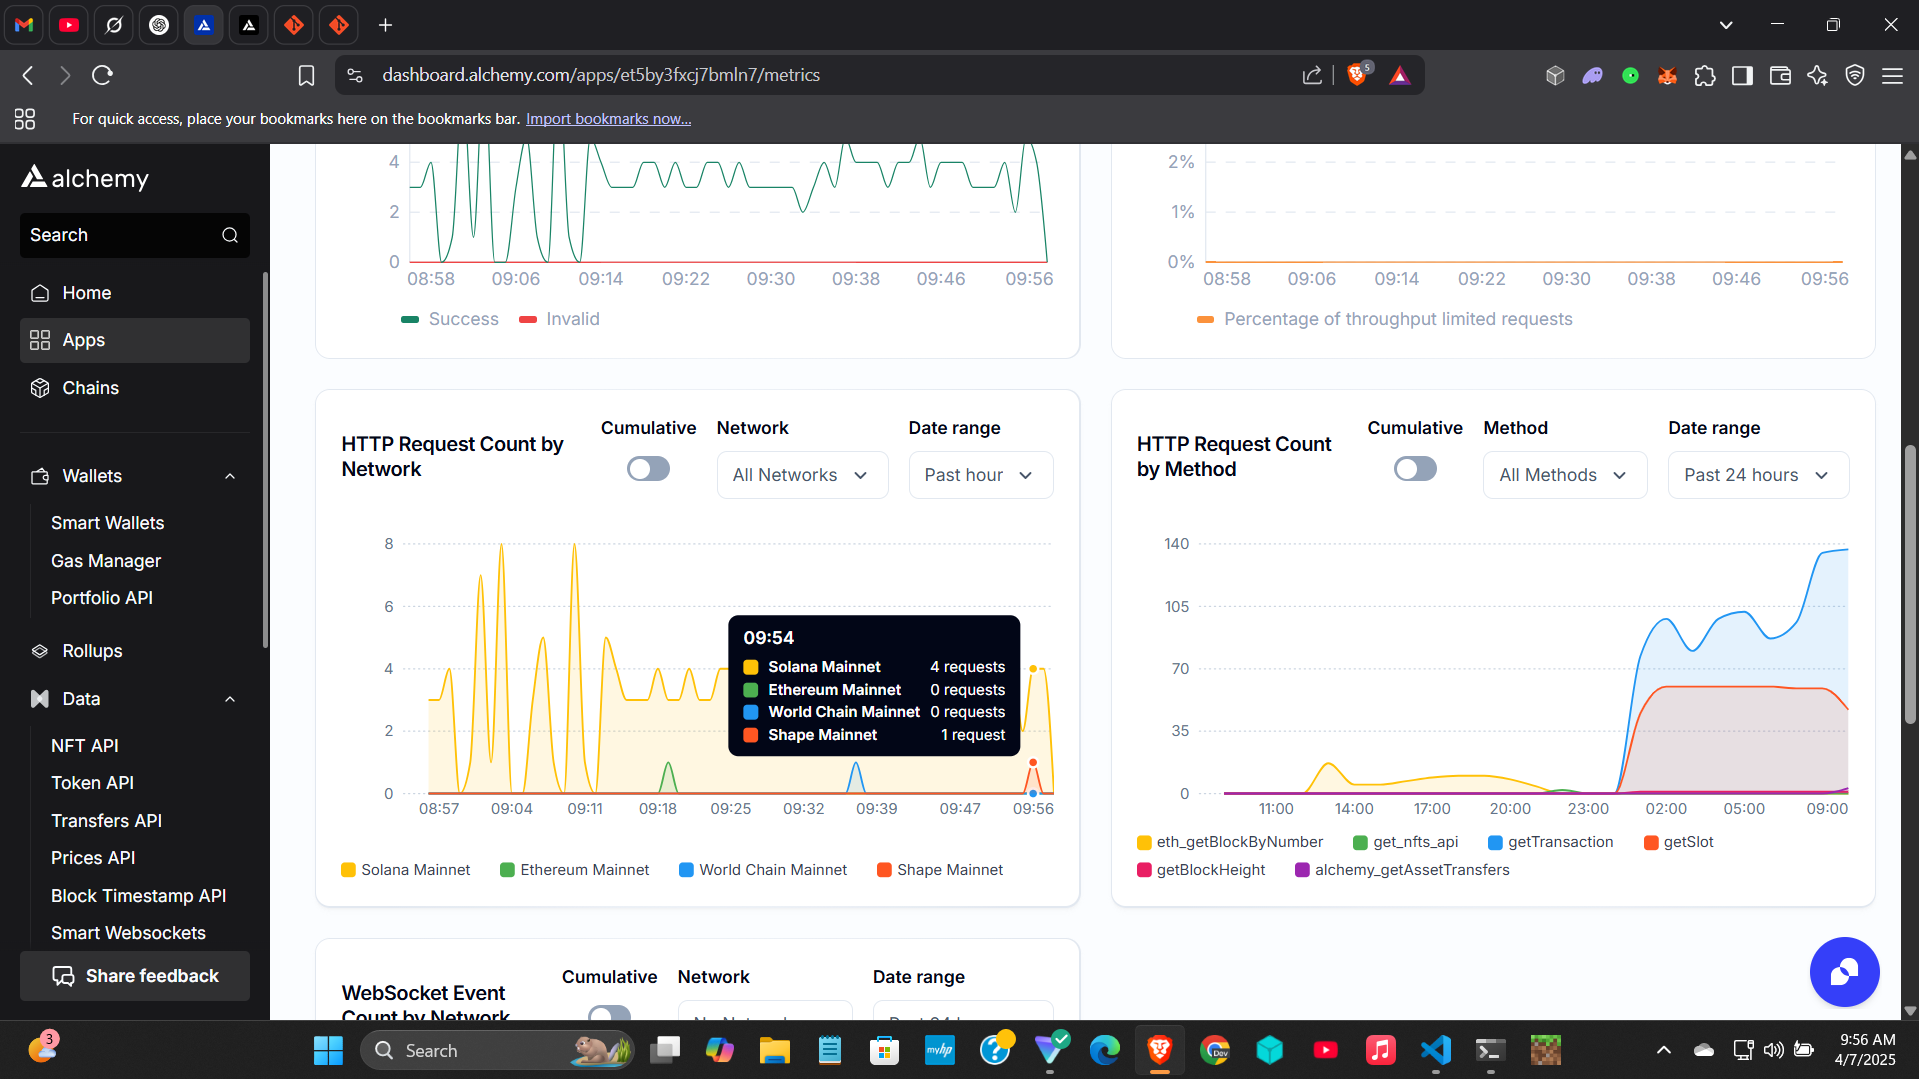 dashboard.alchemy.com/apps/et5by3fxcj7bmln7/metrics
5
For quick access, place your bookmarks here on the bookmarks bar. Import bookmarks now...
alchemy
Search
Home
Apps
Chains
Wallets
Smart Wallets
Gas Manager
Portfolio API
Rollups
Data
NFT API
Token API
Transfers API
Prices API
Block Timestamp API
Smart Websockets
Share feedback
4
2
0
08:58 09:06 09:14 09:22 09:30 09:38 09:46 09:56
Success Invalid
2%
1%
0%
08:58 09:06 09:14 09:22 09:30 09:38 09:46 09:56
Percentage of throughput limited requests
HTTP Request Count by
Network
Cumulative
Network
All Networks
Date range
Past hour
8
6
4
2
0
09:54
Solana Mainnet 4 requests
Ethereum Mainnet 0 requests
World Chain Mainnet 0 requests
Shape Mainnet 1 request
08:57 09:04 09:11 09:18 09:25 09:32 09:39 09:47 09:56
Solana Mainnet Ethereum Mainnet World Chain Mainnet Shape Mainnet
HTTP Request Count
by Method
Cumulative
Method
All Methods
Date range
Past 24 hours
140
105
70
35
0
11:00 14:00 17:00 20:00 23:00 02:00 05:00 09:00
eth_getBlockByNumber get_nfts_api getTransaction getSlot
getBlockHeight alchemy_getAssetTransfers
WebSocket Event
Count by Network
Cumulative
Network
Date range
3
Search
myhp
Dev
9:56 AM
4/7/2025